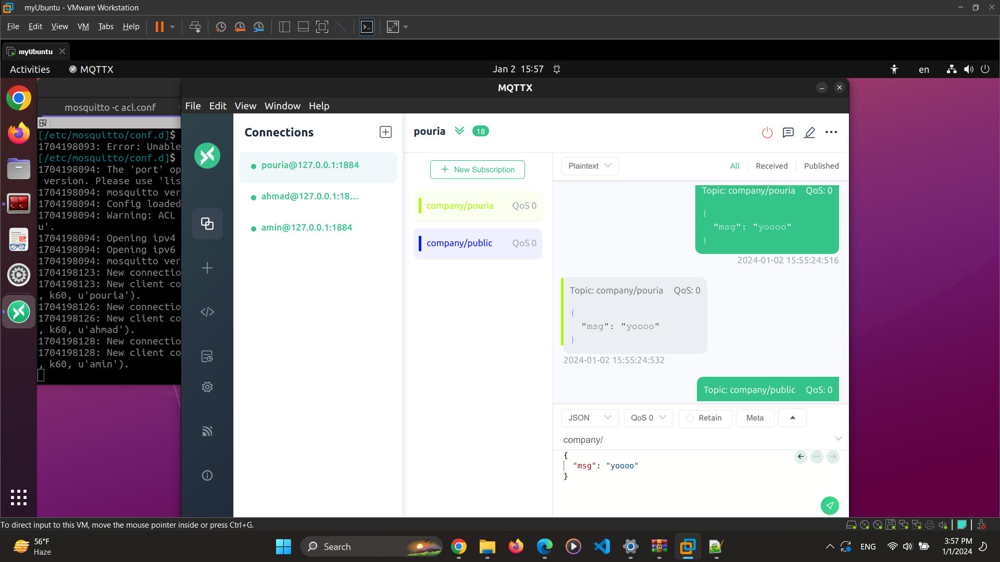 myUbuntu - VMware Workstation
File Edit View VM Tabs Help
myUbuntu
Activities MQTTX Jan 2 15:57 en
MQTTX
mosquitto -c acl.conf
File Edit View Window Help
[/etc/mosquitto/conf.d]$
1704198093: Error: Unable
[/etc/mosquitto/conf.d]$
1704198094: The 'port' op
version. Please use 'lis
1704198094: mosquitto ver
1704198094: Config loaded
1704198094: Warning: ACL
u'.
1704198094: Opening ipv4
1704198094: Opening ipv6
1704198094: mosquitto ver
1704198123: New connectio
1704198123: New client co
, k60, u'pouria').
1704198126: New connectio
1704198126: New client co
, k60, u'ahmad').
1704198128: New connectio
1704198128: New client co
, k60, u'amin').
Connections
pouria@127.0.0.1:1884
ahmad@127.0.0.1:18...
amin@127.0.0.1:1884
pouria 18
New Subscription
company/pouria QoS 0
company/public QoS 0
Plaintext All Received Published
Topic: company/pouria QoS: 0
{
"msg": "yoooo"
}
2024-01-02 15:55:24:516
Topic: company/pouria QoS: 0
{
"msg": "yoooo"
}
2024-01-02 15:55:24:532
Topic: company/public QoS: 0
JSON QoS 0 Retain Meta
company/
{
"msg": "yoooo"
}
To direct input to this VM, move the mouse pointer inside or press Ctrl+G.
56°F
Haze
Search
ENG
3:57 PM
1/1/2024